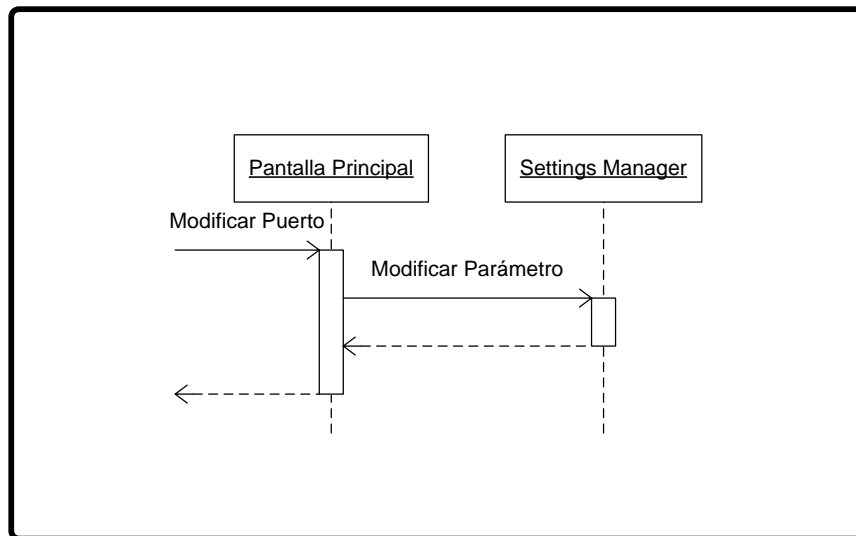 Pantalla Principal
Settings Manager
Modificar Puerto
Modificar Parámetro